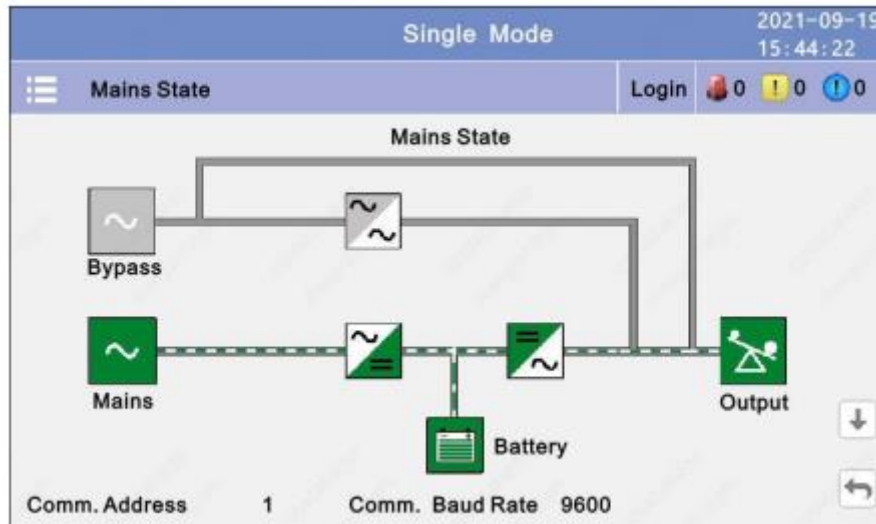 Single Mode
2021-09-19
15:44:22
Mains State
Login
0
0
0
Mains State
Bypass
Mains
Output
Battery
Comm. Address 1 Comm. Baud Rate 9600